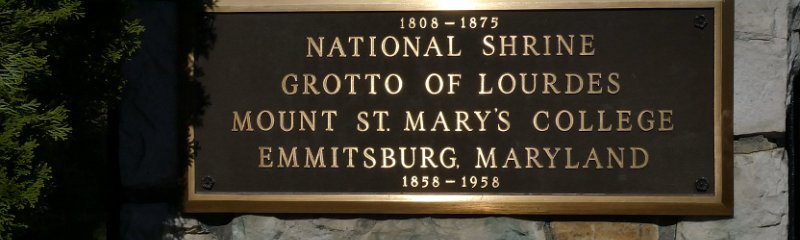 1808-1875
NATIONAL SHRINE
GROTTO OF LOURDES
MOUNT ST. MARY'S COLLEGE
EMMITSBURG, MARYLAND
1858-1958